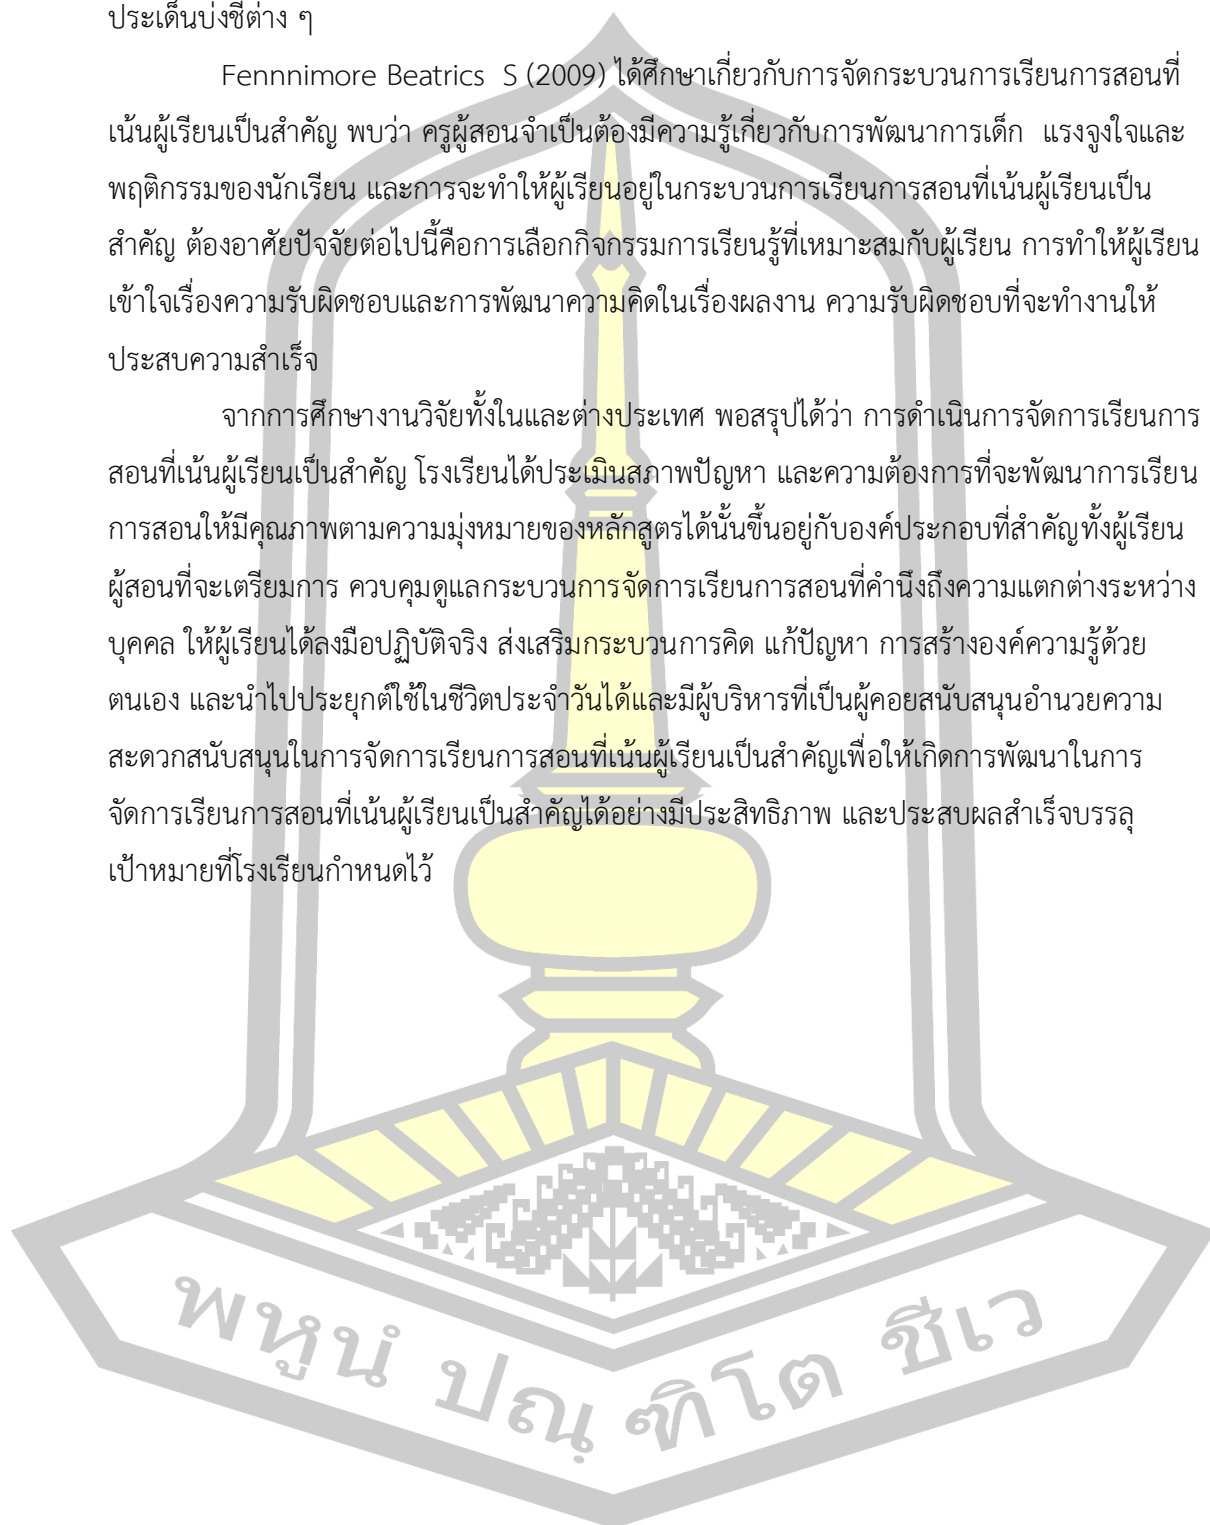 ประเด็นบ่งชี้ต่าง ๆ
Fennnimore Beatrics S (2009) ได้ศึกษาเกี่ยวกับการจัดกระบวนการเรียนการสอนที่
เน้นผู้เรียนเป็นสำคัญ พบว่า ครูผู้สอนจำเป็นต้องมีความรู้เกี่ยวกับการพัฒนาการเด็ก แรงจูงใจและ
พฤติกรรมของนักเรียน และการจะทำให้ผู้เรียนอยู่ในกระบวนการเรียนการสอนที่เน้นผู้เรียนเป็น
สำคัญ ต้องอาศัยปัจจัยต่อไปนี้คือการเลือกกิจกรรมการเรียนรู้ที่เหมาะสมกับผู้เรียน การทำให้ผู้เรียน
เข้าใจเรื่องความรับผิดชอบและการพัฒนาความคิดในเรื่องผลงาน ความรับผิดชอบที่จะทำงานให้
ประสบความสำเร็จ
จากการศึกษางานวิจัยทั้งในและต่างประเทศ พอสรุปได้ว่า การดำเนินการจัดการเรียนการ
สอนที่เน้นผู้เรียนเป็นสำคัญ โรงเรียนได้ประเมินสภาพปัญหา และความต้องการที่จะพัฒนาการเรียน
การสอนให้มีคุณภาพตามความมุ่งหมายของหลักสูตรได้นั้นขึ้นอยู่กับองค์ประกอบที่สำคัญทั้งผู้เรียน
ผู้สอนที่จะเตรียมการ ควบคุมดูแลกระบวนการจัดการเรียนการสอนที่คำนึงถึงความแตกต่างระหว่าง
บุคคล ให้ผู้เรียนได้ลงมือปฏิบัติจริง ส่งเสริมกระบวนการคิด แก้ปัญหา การสร้างองค์ความรู้ด้วย
ตนเอง และนำไปประยุกต์ใช้ในชีวิตประจำวันได้และมีผู้บริหารที่เป็นผู้คอยสนับสนุนอำนวยความ
สะดวกสนับสนุนในการจัดการเรียนการสอนที่เน้นผู้เรียนเป็นสำคัญเพื่อให้เกิดการพัฒนาในการ
จัดการเรียนการสอนที่เน้นผู้เรียนเป็นสำคัญได้อย่างมีประสิทธิภาพ และประสบผลสำเร็จบรรลุ
เป้าหมายที่โรงเรียนกำหนดไว้
พหูนํ ปณฺฑิโต ชีเว